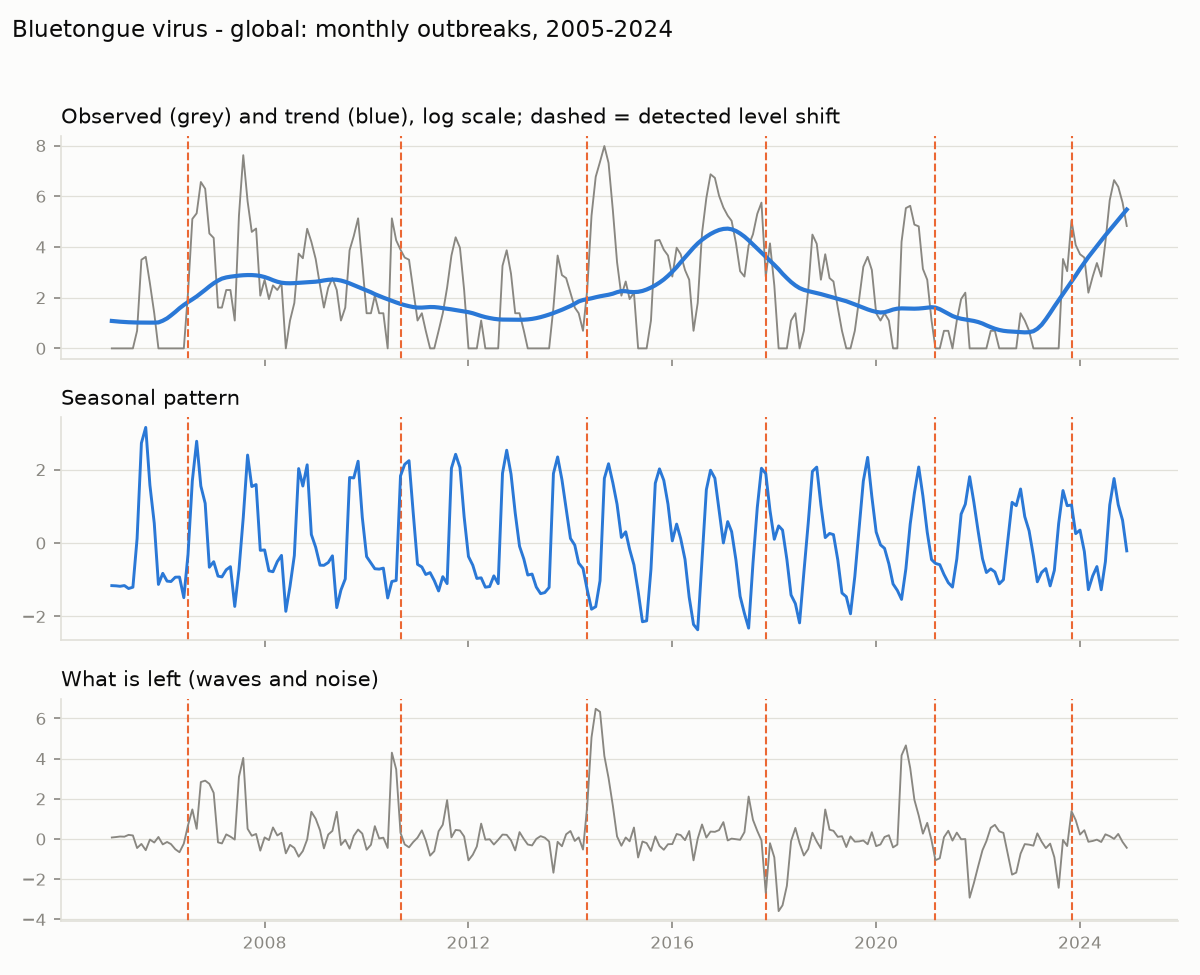 Bluetongue virus - global: monthly outbreaks, 2005-2024
Observed (grey) and trend (blue), log scale; dashed = detected level shift
8
6
4
2
0
Seasonal pattern
2
0
−2
What is left (waves and noise)
6
4
2
0
−2
−4
2008 2012 2016 2020 2024